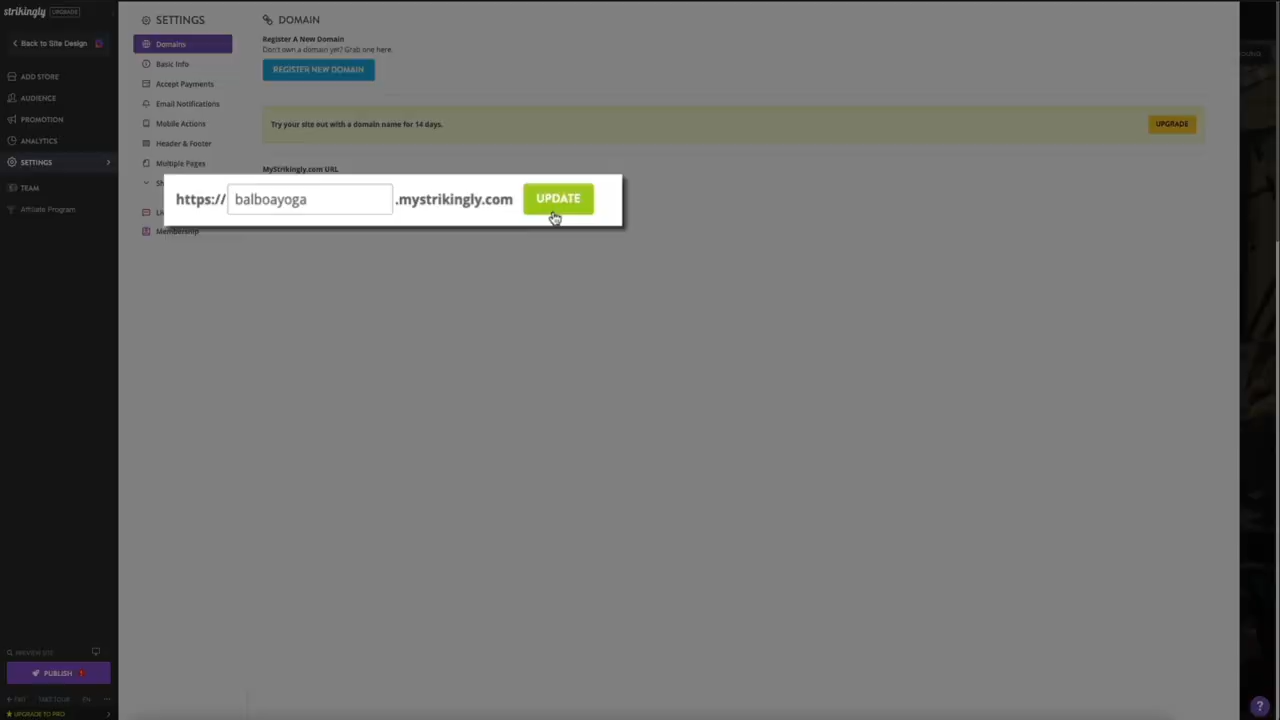 strikingly UPGRADE
Back to Site Design
ADD STORE
AUDIENCE
PROMOTION
ANALYTICS
SETTINGS
TEAM
Affiliate Program
PREVIEW SITE
PUBLISH
EXIT TAKE TOUR EN
UPGRADE TO PRO
SETTINGS
Domains
Basic Info
Accept Payments
Email Notifications
Mobile Actions
Header & Footer
Multiple Pages
Membership
DOMAIN
Register A New Domain
Don't own a domain yet? Grab one here.
REGISTER NEW DOMAIN
Try your site out with a domain name for 14 days.
UPGRADE
MyStrikingly.com URL
https:// balboayoga .mystrikingly.com UPDATE
?